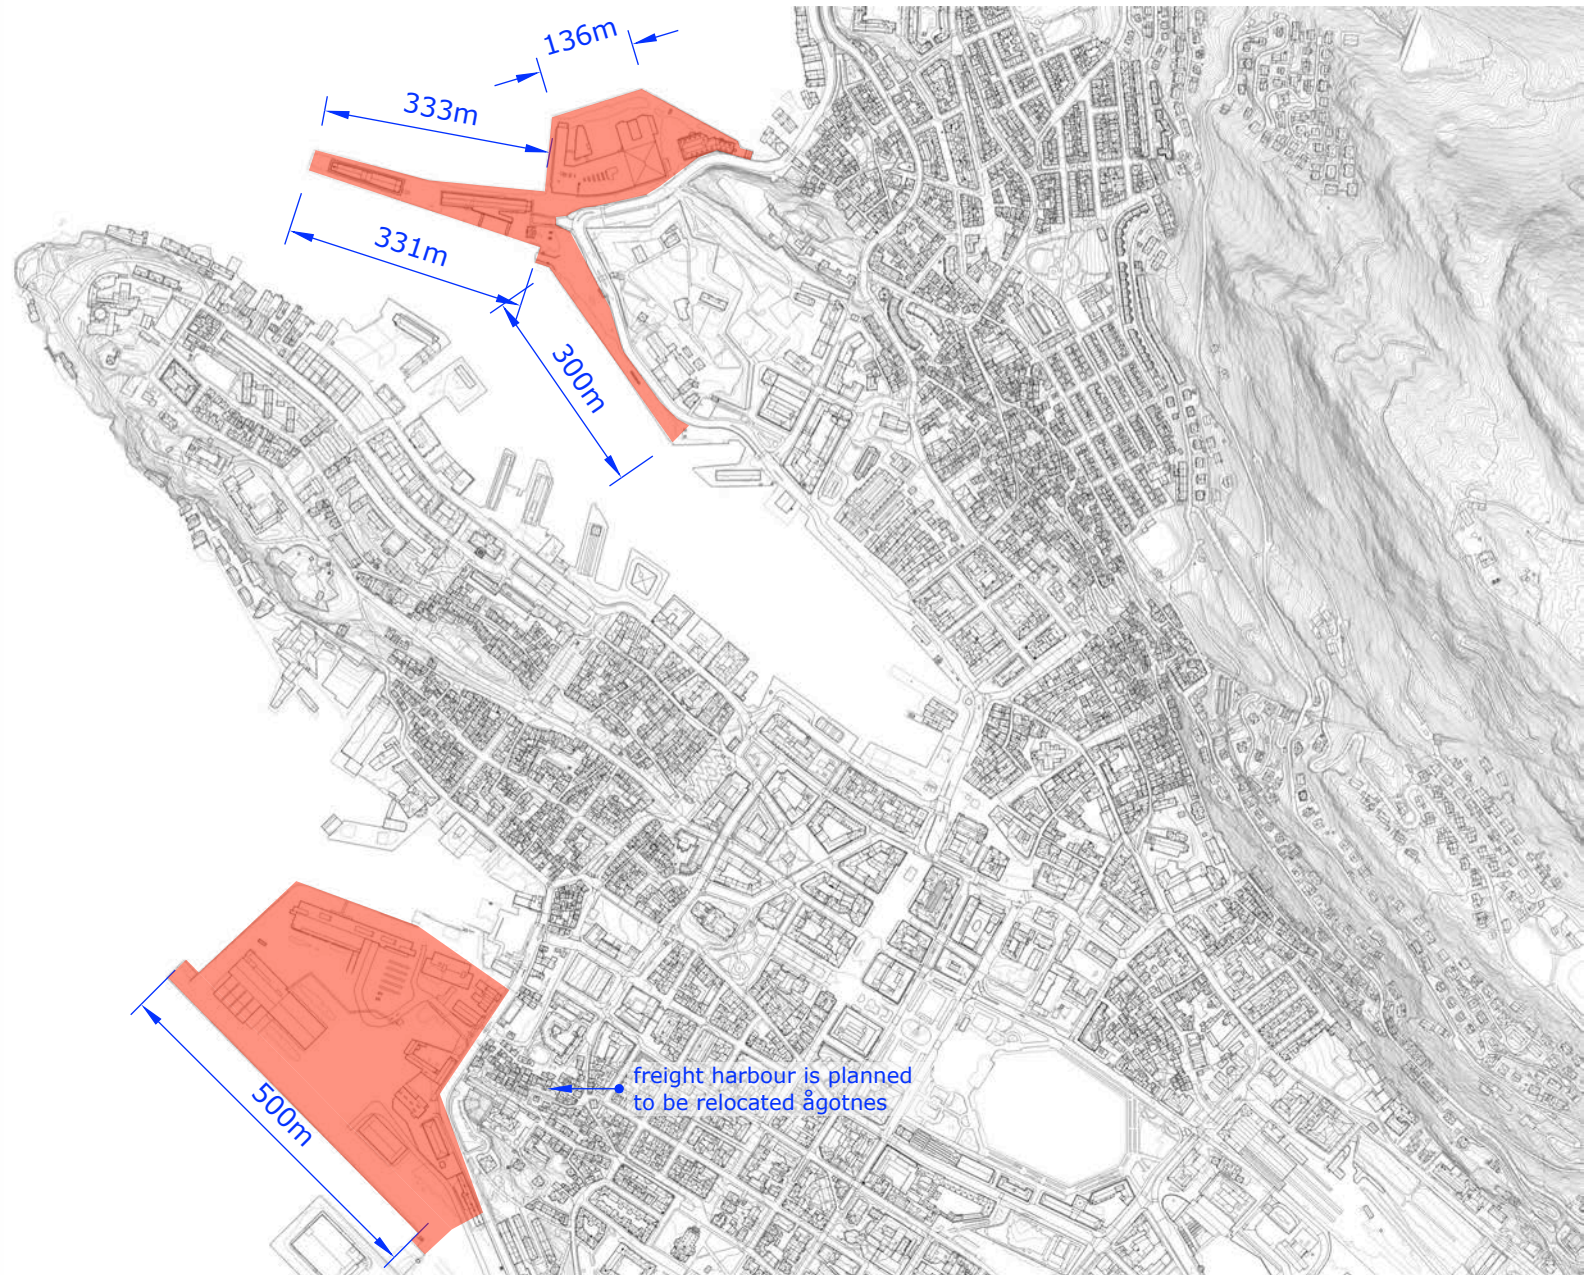 136m
333m
331m
300m
freight harbour is planned
to be relocated ågotnes
500m